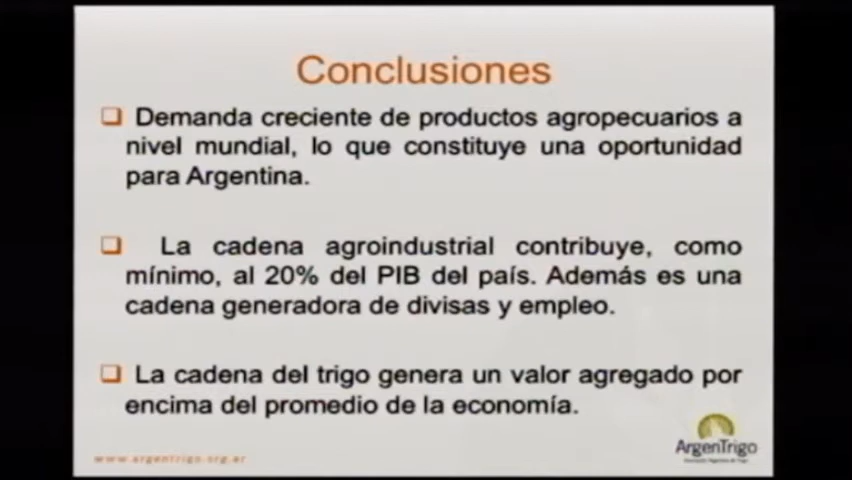 Conclusiones
❑ Demanda creciente de productos agropecuarios a
nivel mundial, lo que constituye una oportunidad
para Argentina.
❑ La cadena agroindustrial contribuye, como
mínimo, al 20% del PIB del país. Además es una
cadena generadora de divisas y empleo.
❑ La cadena del trigo genera un valor agregado por
encima del promedio de la economía.
ArgenTrigo
www.argentrigo.org.ar